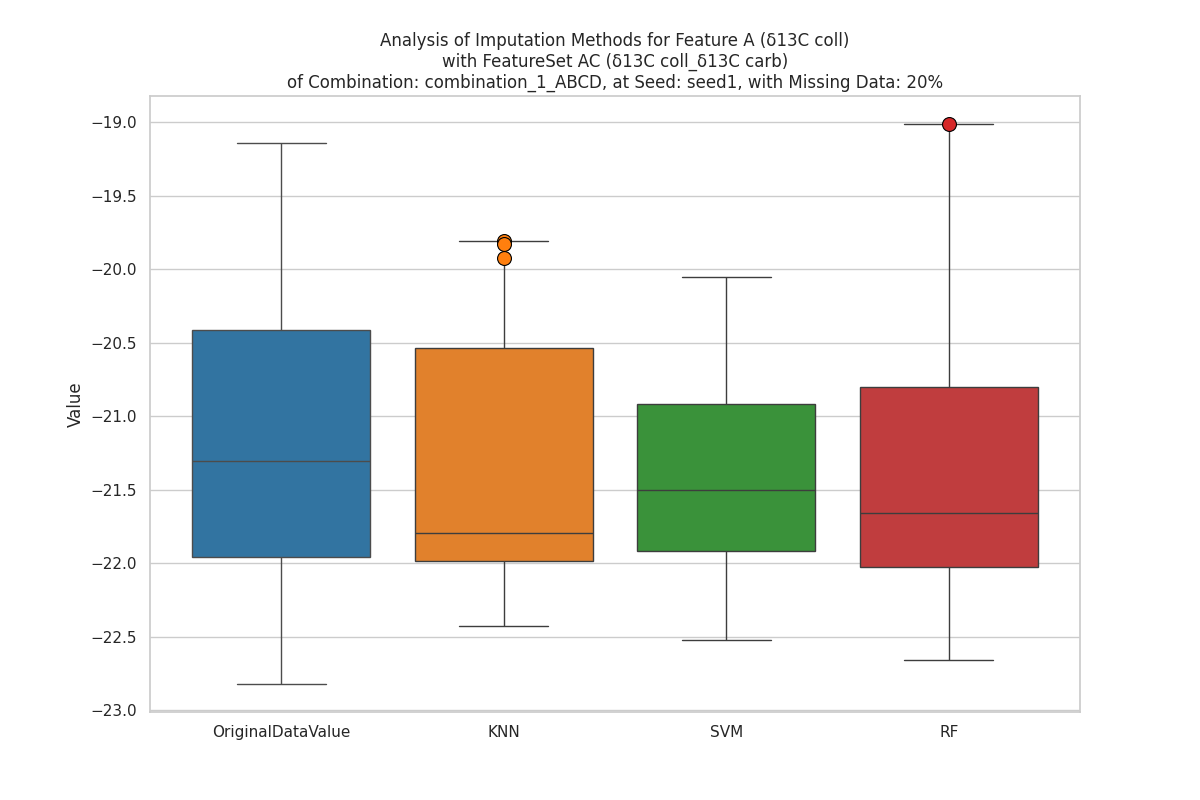 Analysis of Imputation Methods for Feature A (δ13C coll)
with FeatureSet AC (δ13C coll_δ13C carb)
of Combination: combination_1_ABCD, at Seed: seed1, with Missing Data: 20%
−19.0
−19.5
−20.0
−20.5
−21.0
−21.5
−22.0
−22.5
−23.0
Value
OriginalDataValue
KNN
SVM
RF